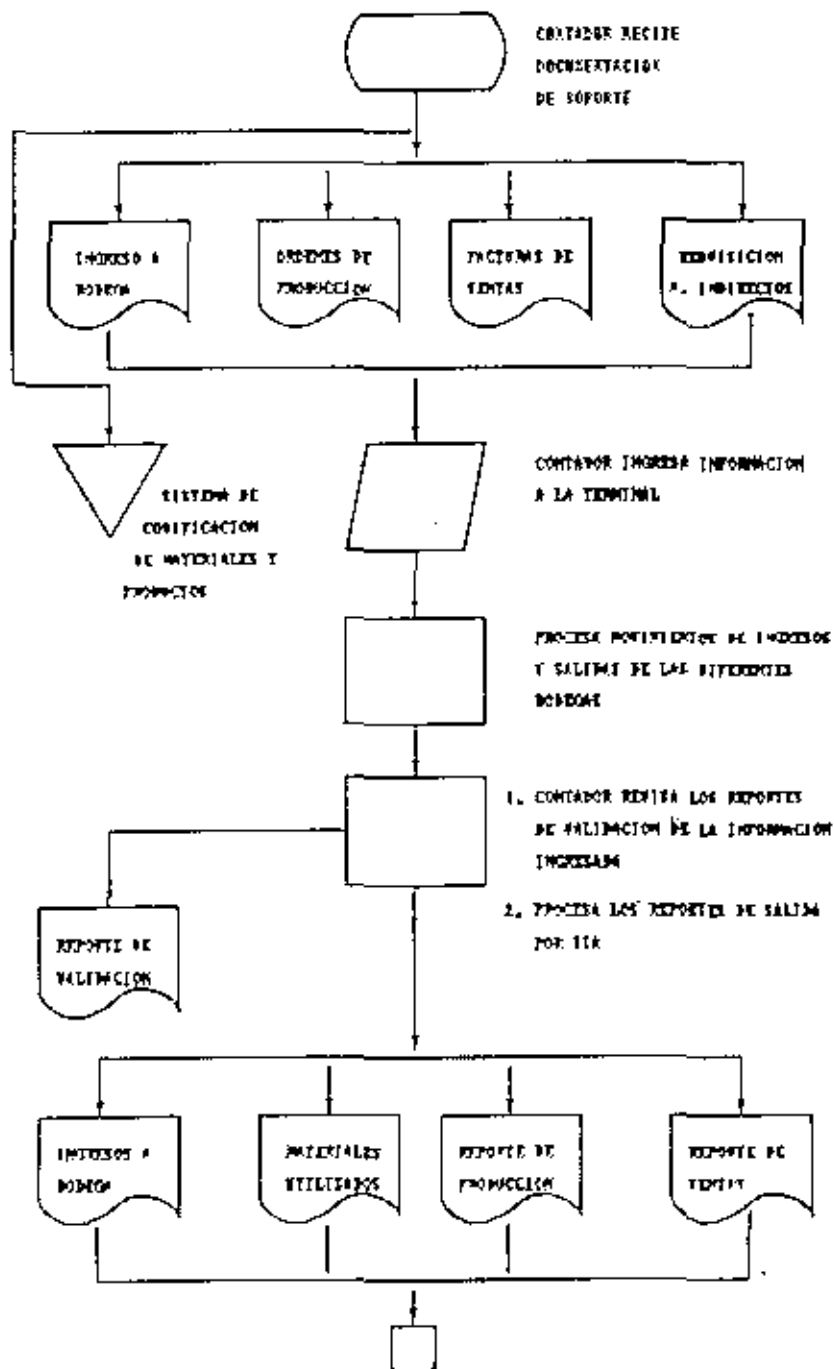 CONTADOR RECIBE
DOCUMENTACION
DE SOPORTE
INGRESO A
BODEGA
ORDENES DE
PRODUCCION
FACTURAS DE
VENTAS
REQUISICION
M. INDIRECTOS
SISTEMA DE
CODIFICACION
DE MATERIALES Y
PRODUCTOS
CONTADOR INGRESA INFORMACION
A LA TERMINAL
PROCESA MOVIMIENTOS DE INGRESOS
Y SALIDAS DE LAS DIFERENTES
BODEGAS
1. CONTADOR REVISA LOS REPORTES
DE VALIDACION DE LA INFORMACION
INGRESADA
2. PROCESA LOS REPORTES DE SALIDA
POR DIA
REPORTE DE
VALIDACION
INGRESOS A
BODEGA
MATERIALES
UTILIZADOS
REPORTE DE
PRODUCCION
REPORTE DE
VENTAS